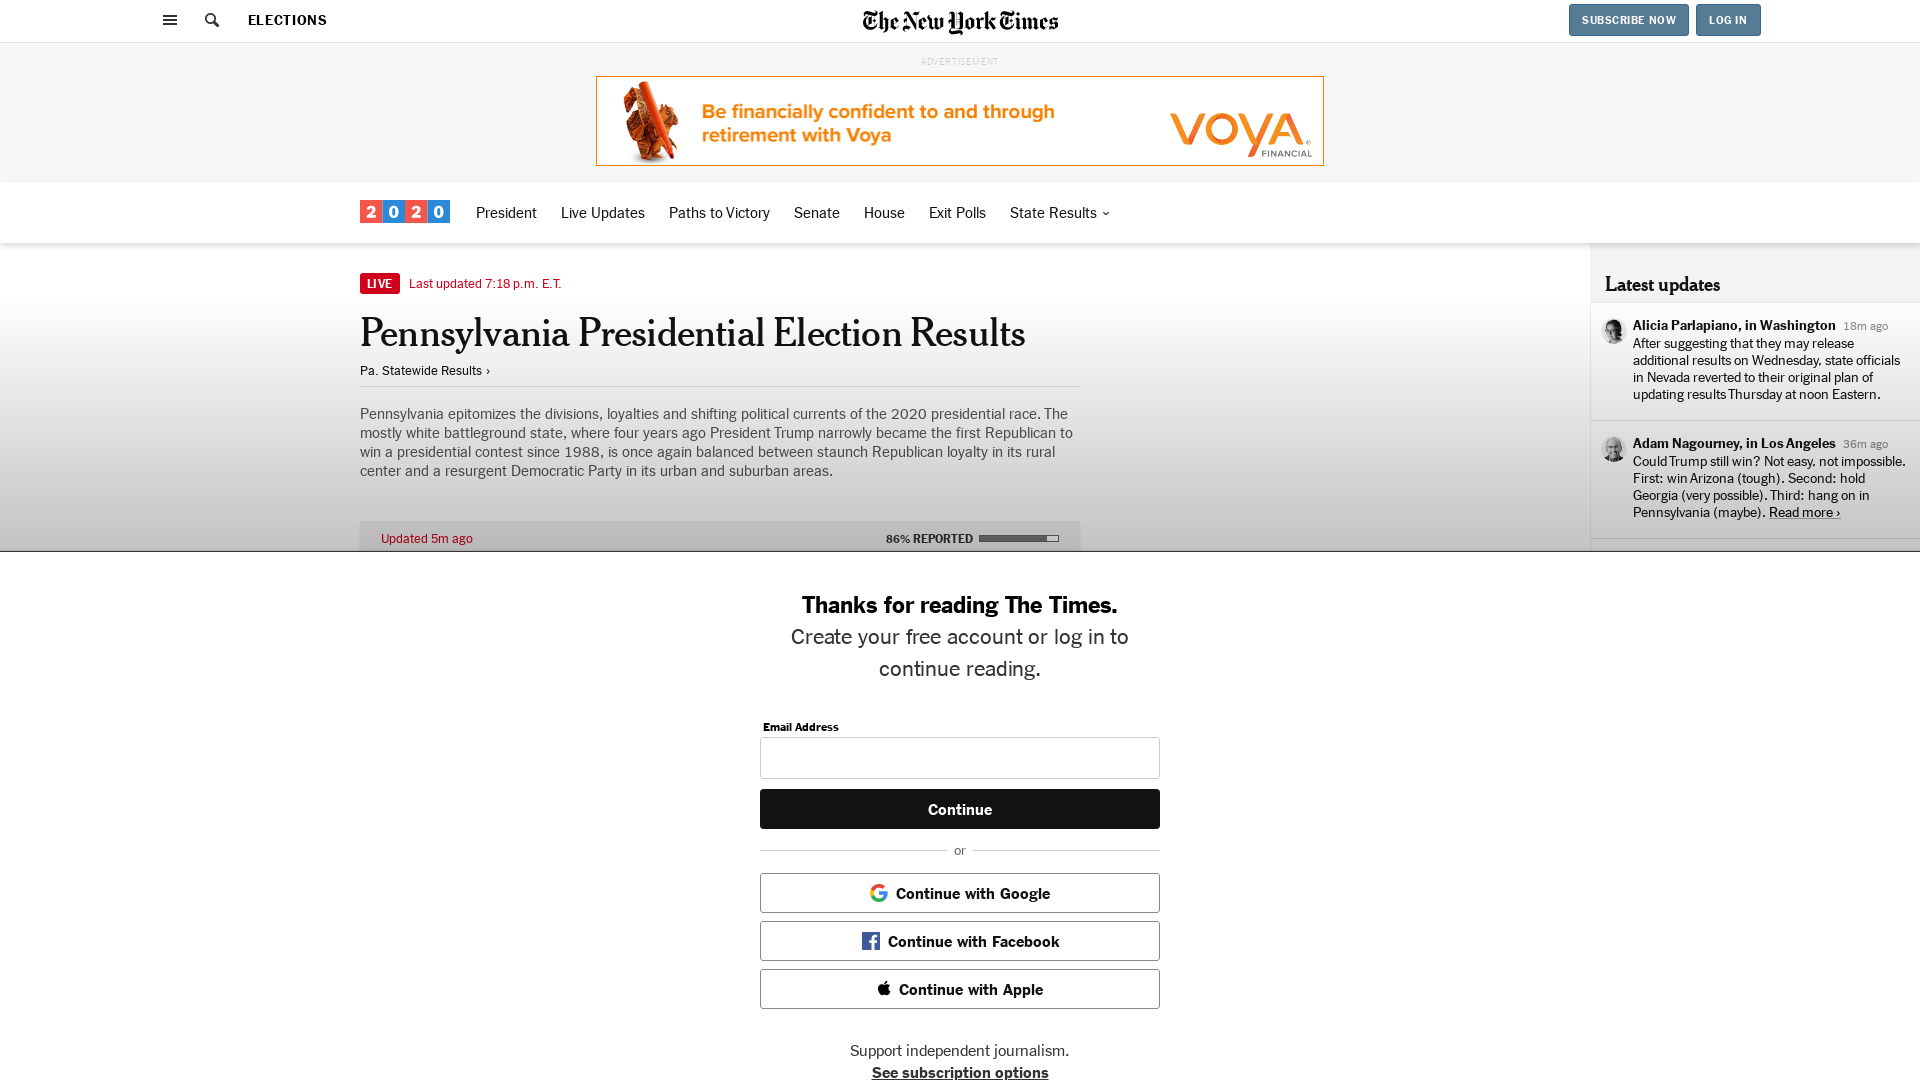 ELECTIONS
The New York Times
SUBSCRIBE NOW
LOG IN
ADVERTISEMENT
Be financially confident to and through
retirement with Voya
VOYA®
FINANCIAL
2020
President
Live Updates
Paths to Victory
Senate
House
Exit Polls
State Results
LIVE
Last updated 7:18 p.m. E.T.
Pennsylvania Presidential Election Results
Pa. Statewide Results ›
Pennsylvania epitomizes the divisions, loyalties and shifting political currents of the 2020 presidential race. The
mostly white battleground state, where four years ago President Trump narrowly became the first Republican to
win a presidential contest since 1988, is once again balanced between staunch Republican loyalty in its rural
center and a resurgent Democratic Party in its urban and suburban areas.
Updated 5m ago
86% REPORTED
Latest updates
Alicia Parlapiano, in Washington 18m ago
After suggesting that they may release
additional results on Wednesday, state officials
in Nevada reverted to their original plan of
updating results Thursday at noon Eastern.
Adam Nagourney, in Los Angeles 36m ago
Could Trump still win? Not easy, not impossible.
First: win Arizona (tough). Second: hold
Georgia (very possible). Third: hang on in
Pennsylvania (maybe). Read more ›
Thanks for reading The Times.
Create your free account or log in to
continue reading.
Email Address
Continue
or
Continue with Google
Continue with Facebook
Continue with Apple
Support independent journalism.
See subscription options